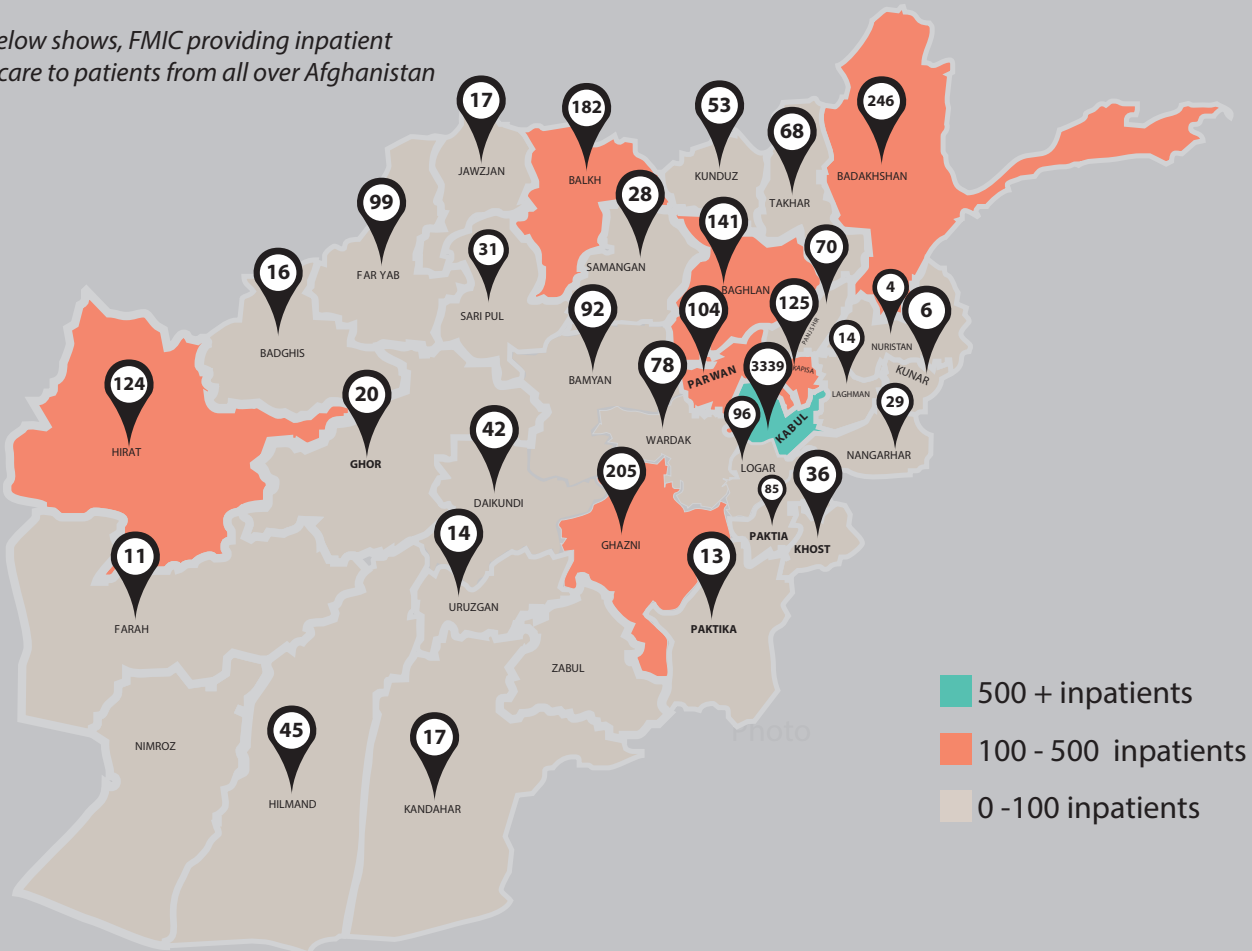 elow shows, FMIC providing inpatient
care to patients from all over Afghanistan
17
JAWZJAN
182
BALKH
53
KUNDUZ
68
TAKHAR
246
BADAKHSHAN
99
FAR YAB
31
SARI PUL
28
SAMANGAN
141
BAGHLAN
70
PANJSHR
16
BADGHIS
92
BAMYAN
104
PARWAN
125
KAPISA
4
NURISTAN
6
KUNAR
14
LAGHMAN
124
HIRAT
20
GHOR
42
DAIKUNDI
78
WARDAK
3339
KABUL
96
LOGAR
29
NANGARHAR
205
GHAZNI
85
PAKTIA
36
KHOST
11
FARAH
14
URUZGAN
13
PAKTIKA
ZABUL
NIMROZ
45
HILMAND
17
KANDAHAR
Photo
500 + inpatients
100 - 500 inpatients
0 -100 inpatients